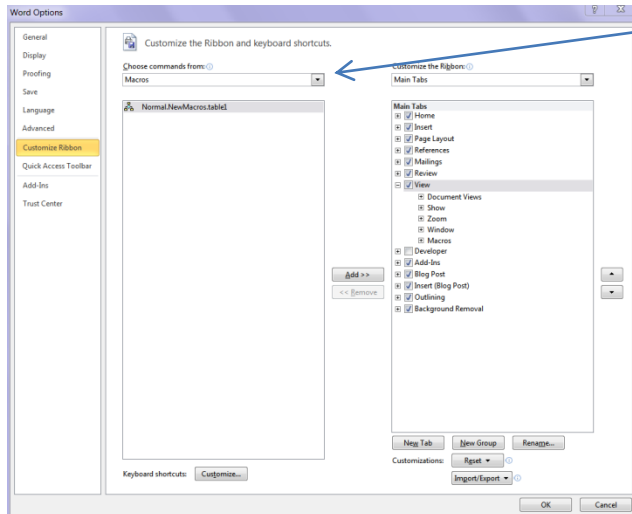 Word Options
General
Display
Proofing
Save
Language
Advanced
Customize Ribbon
Quick Access Toolbar
Add-Ins
Trust Center
Customize the Ribbon and keyboard shortcuts.
Choose commands from:
Macros
Normal.NewMacros.table1
Add >>
<< Remove
Keyboard shortcuts: Customize...
Customize the Ribbon:
Main Tabs
Main Tabs
Home
Insert
Page Layout
References
Mailings
Review
View
Document Views
Show
Zoom
Window
Macros
Developer
Add-Ins
Blog Post
Insert (Blog Post)
Outlining
Background Removal
New Tab New Group Rename...
Customizations: Reset
Import/Export
OK Cancel